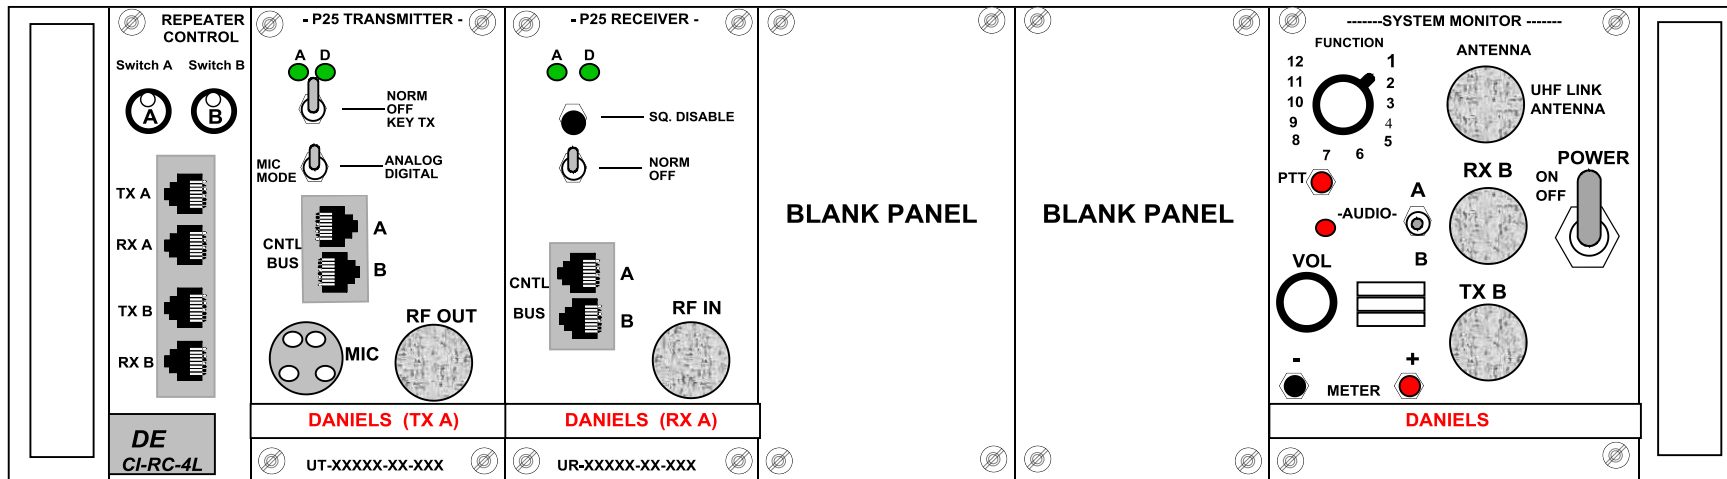 REPEATER
CONTROL
Switch A Switch B
A B
TX A
RX A
TX B
RX B
DE
CI-RC-4L
- P25 TRANSMITTER -
A D
NORM
OFF
KEY TX
MIC
MODE
ANALOG
DIGITAL
CNTL
BUS
A
B
RF OUT
MIC
DANIELS (TX A)
UT-XXXXX-XX-XXX
- P25 RECEIVER
A D
SQ. DISABLE
NORM
OFF
CNTL
BUS
A
B
RF IN
DANIELS (RX A)
UR-XXXXX-XX-XXX
BLANK PANEL
BLANK PANEL
-------SYSTEM MONITOR -------
FUNCTION
12 1
11 2
10 3
9 4
8 5
7 6
ANTENNA
UHF LINK
ANTENNA
PTT
-AUDIO-
A
B
RX B
POWER
ON
OFF
VOL
TX B
- +
METER
DANIELS